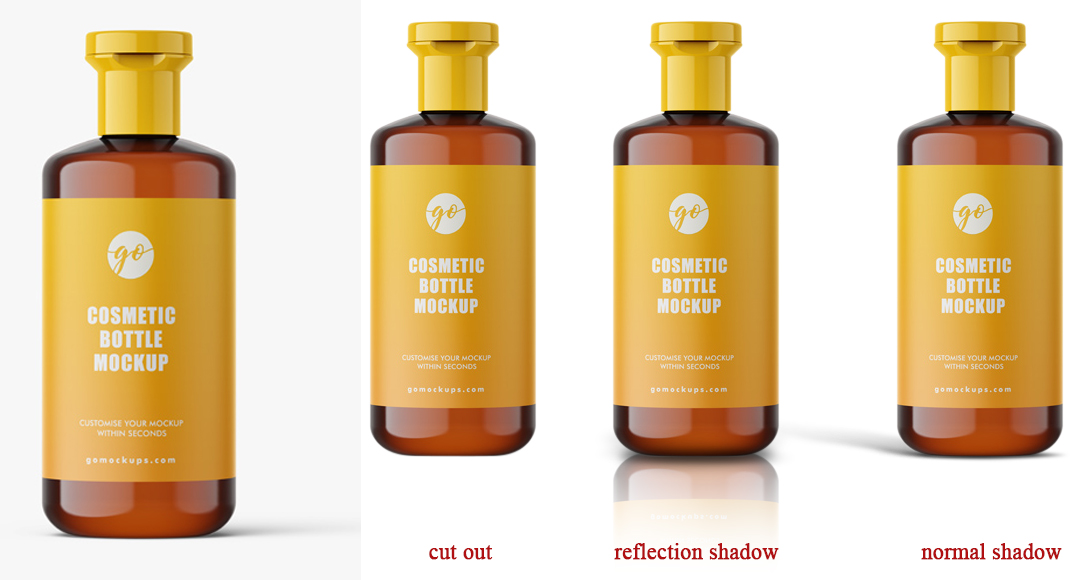 go
COSMETIC
BOTTLE
MOCKUP
CUSTOMISE YOUR MOCKUP
WITHIN SECONDS
gomockups.com
go
COSMETIC
BOTTLE
MOCKUP
CUSTOMISE YOUR MOCKUP
WITHIN SECONDS
gomockups.com
cut out
go
COSMETIC
BOTTLE
MOCKUP
CUSTOMISE YOUR MOCKUP
WITHIN SECONDS
gomockups.com
reflection shadow
go
COSMETIC
BOTTLE
MOCKUP
CUSTOMISE YOUR MOCKUP
WITHIN SECONDS
gomockups.com
normal shadow